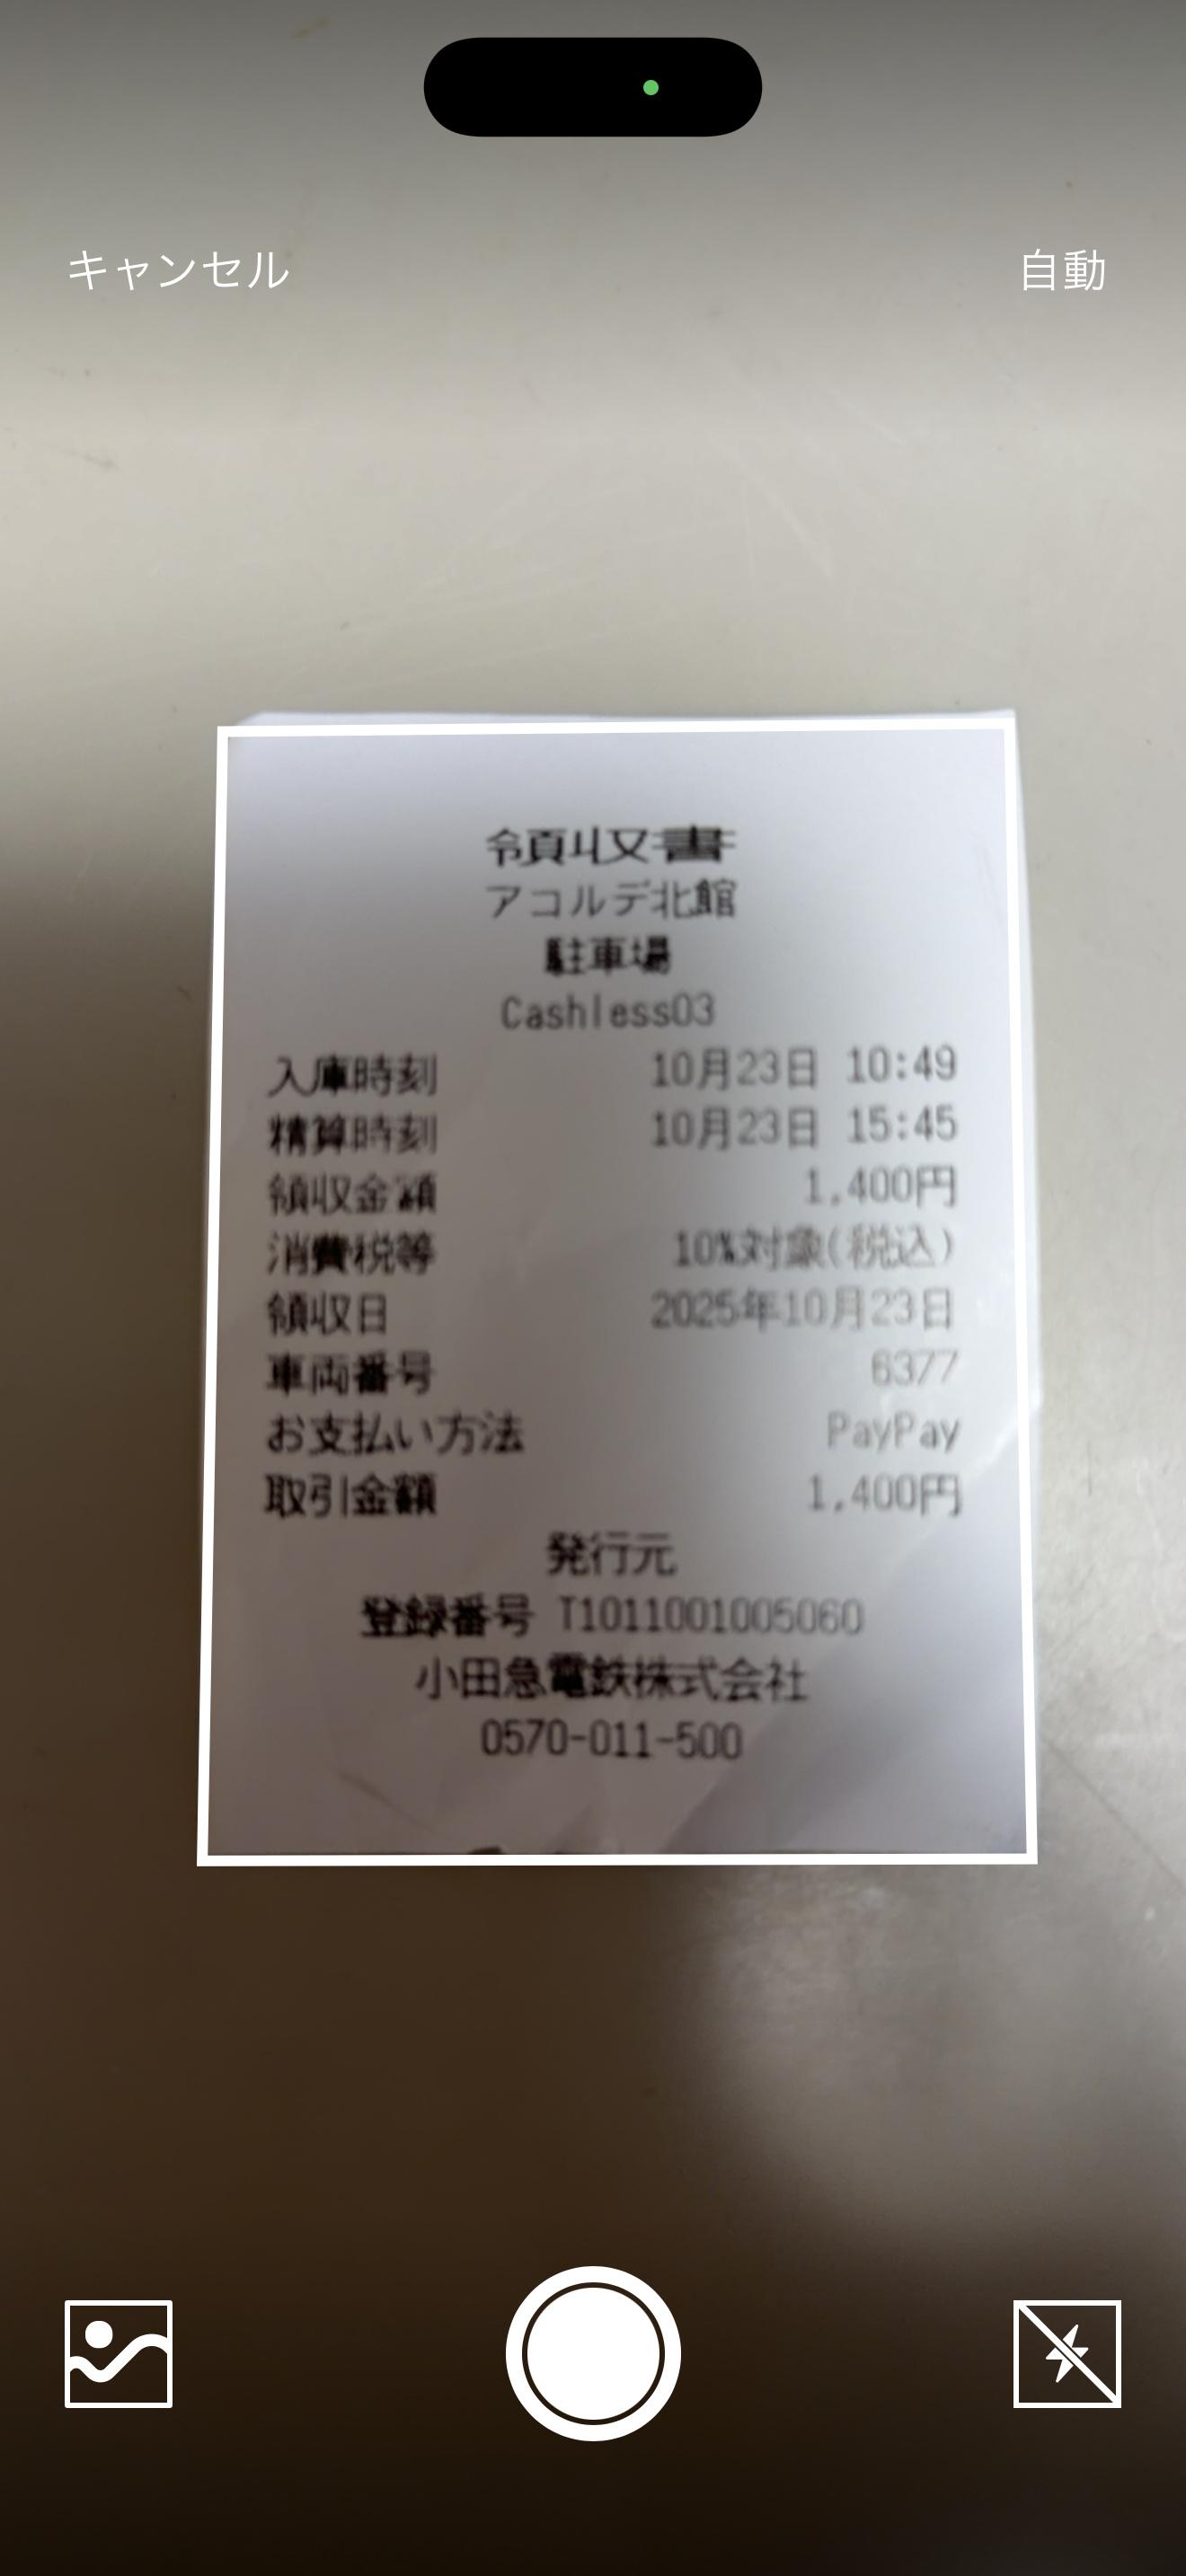 キャンセル 自動
領収書
アコルデ北館
駐車場
Cashless03
入庫時刻 10月23日 10:49
精算時刻 10月23日 15:45
領収金額 1,400円
消費税等 10%対象(税込)
領収日 2025年10月23日
車両番号 6377
お支払い方法 PayPay
取引金額 1,400円
発行元
登録番号 T1011001005060
小田急電鉄株式会社
0570-011-500